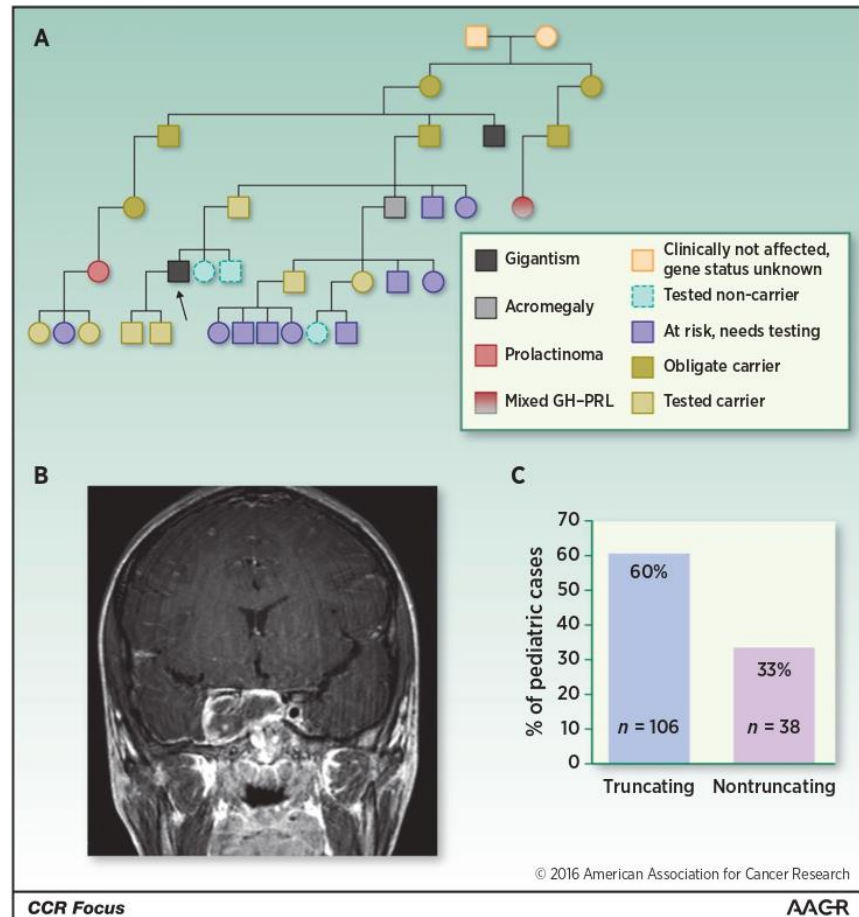 A
Gigantism
Acromegaly
Prolactinoma
Mixed GH–PRL
Clinically not affected,
gene status unknown
Tested non-carrier
At risk, needs testing
Obligate carrier
Tested carrier
B
C
% of pediatric cases
70
60
50
40
30
20
10
0
60%
n = 106
33%
n = 38
Truncating
Nontruncating
© 2016 American Association for Cancer Research
CCR Focus
AACR